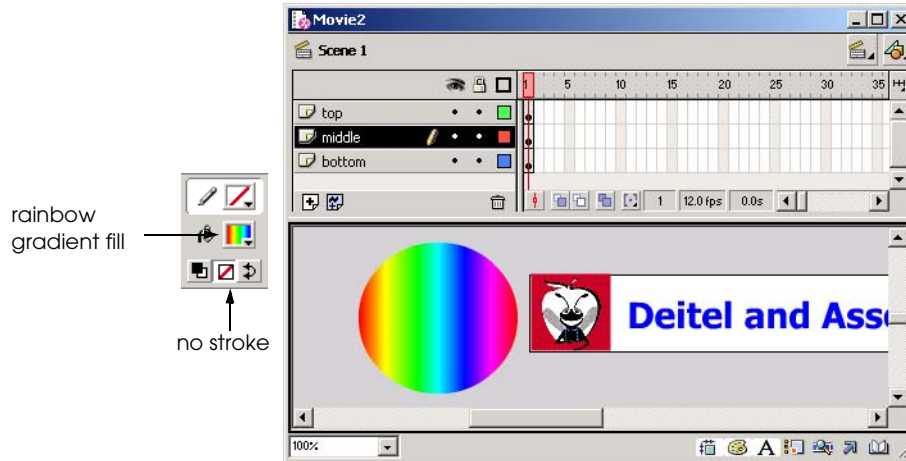 Movie2
Scene 1
1 5 10 15 20 25 30 35
top
middle
bottom
1 12.0 fps 0.0s
rainbow
gradient fill
no stroke
Deitel and Asso
100%
A